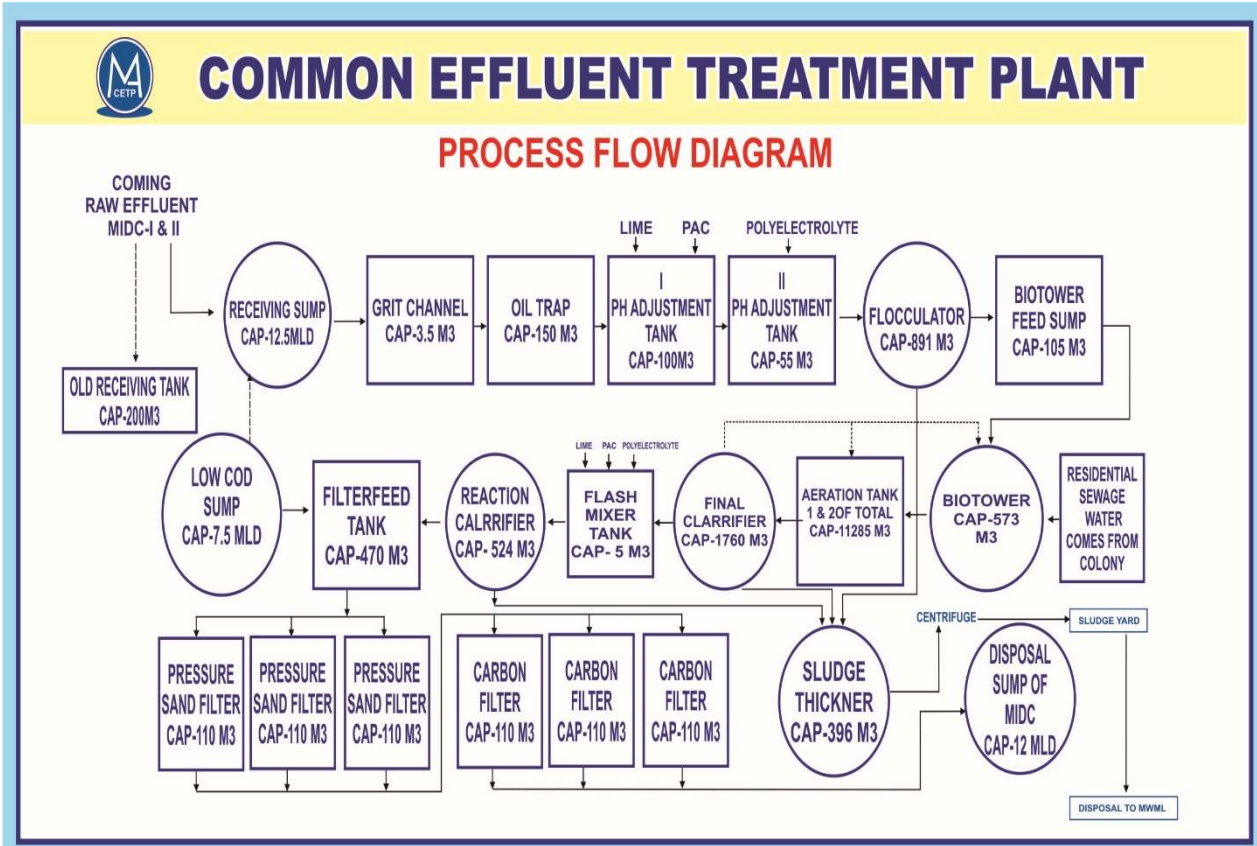 MA
CETP
COMMON EFFLUENT TREATMENT PLANT
PROCESS FLOW DIAGRAM
COMING
RAW EFFLUENT
MIDC-I & II
LIME
PAC
POLYELECTROLYTE
RECEIVING SUMP
CAP-12.5MLD
GRIT CHANNEL
CAP-3.5 M3
OIL TRAP
CAP-150 M3
I
PH ADJUSTMENT
TANK
CAP-100M3
II
PH ADJUSTMENT
TANK
CAP-55 M3
FLOCCULATOR
CAP-891 M3
BIOTOWER
FEED SUMP
CAP-105 M3
OLD RECEIVING TANK
CAP-200M3
LOW COD
SUMP
CAP-7.5 MLD
FILTERFEED
TANK
CAP-470 M3
REACTION
CALRRIFIER
CAP- 524 M3
LIME
PAC
POLYELECTROLYTE
FLASH
MIXER
TANK
CAP- 5 M3
FINAL
CLARRIFIER
CAP-1760 M3
AERATION TANK
1 & 2OF TOTAL
CAP-11285 M3
BIOTOWER
CAP-573
M3
RESIDENTIAL
SEWAGE
WATER
COMES FROM
COLONY
PRESSURE
SAND FILTER
CAP-110 M3
PRESSURE
SAND FILTER
CAP-110 M3
PRESSURE
SAND FILTER
CAP-110 M3
CARBON
FILTER
CAP-110 M3
CARBON
FILTER
CAP-110 M3
CARBON
FILTER
CAP-110 M3
SLUDGE
THICKNER
CAP-396 M3
CENTRIFUGE
SLUDGE YARD
DISPOSAL
SUMP OF
MIDC
CAP-12 MLD
DISPOSAL TO MWML